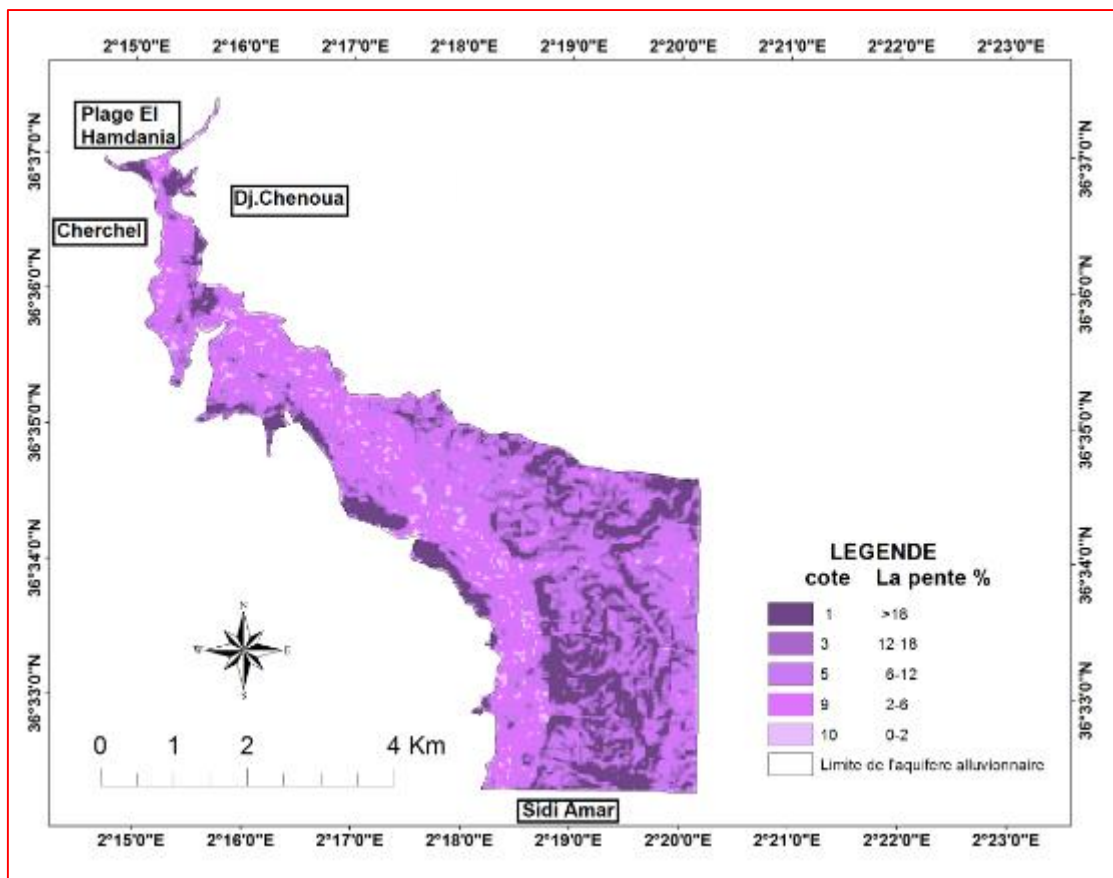 2°15'0"E 2°16'0"E 2°17'0"E 2°18'0"E 2°19'0"E 2°20'0"E 2°21'0"E 2°22'0"E 2°23'0"E
Plage El
Hamdania
36°37'0"N
36°37'0"N
Dj.Chenoua
Cherchel
36°36'0"N
36°36'0"N
36°35'0"N
36°35'0"N
36°34'0"N
36°34'0"N
LEGENDE
cote La pente %
1 >18
3 12-18
5 6-12
9 2-6
10 0-2
Limite de l'aquifere alluvionnaire
N
W E
S
36°33'0"N
36°33'0"N
0 1 2 4 Km
Sidi Amar
2°15'0"E 2°16'0"E 2°17'0"E 2°18'0"E 2°19'0"E 2°20'0"E 2°21'0"E 2°22'0"E 2°23'0"E